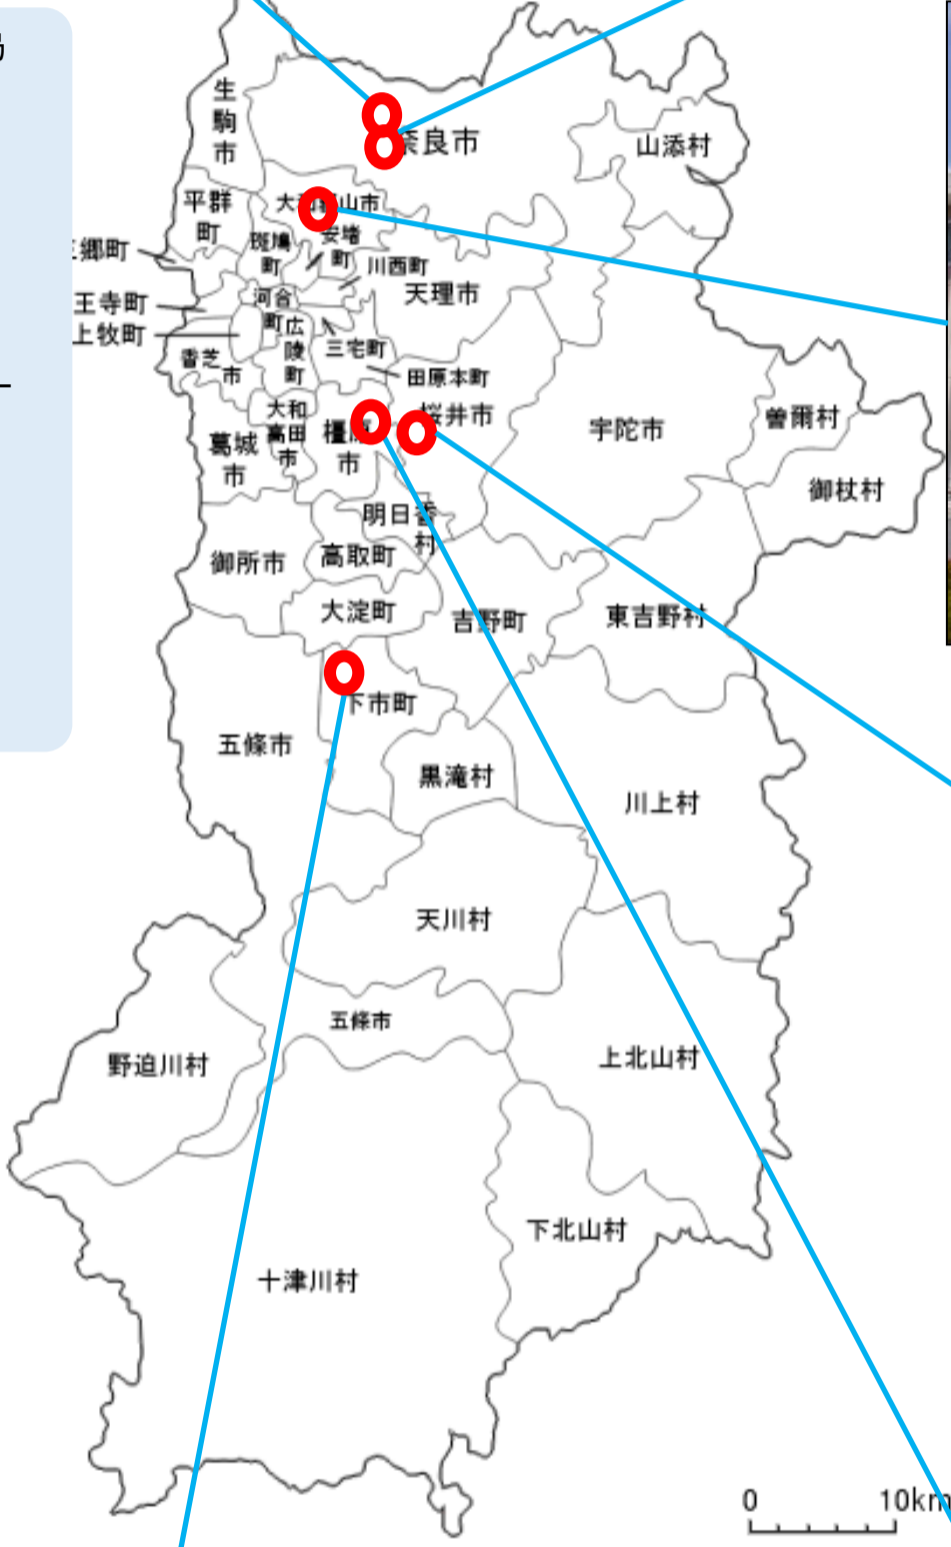 生駒市
奈良市
山添村
平群町
大和郡山市
斑鳩町
安堵町
三郷町
川西町
王寺町
河合町
天理市
上牧町
広陵町
三宅町
香芝市
田原本町
大和高田市
橿原市
桜井市
曽爾村
宇陀市
葛城市
御杖村
明日香村
高取町
御所市
大淀町
吉野町
東吉野村
下市町
五條市
黒滝村
川上村
天川村
五條市
野迫川村
上北山村
下北山村
十津川村
0 10km